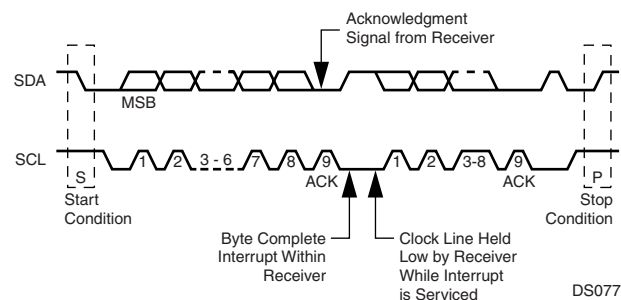 Acknowledgment
Signal from Receiver
SDA
MSB
SCL
1 2 3 - 6 7 8 9 1 2 3-8 9
S
ACK
ACK
P
Start
Condition
Stop
Condition
Byte Complete
Interrupt Within
Receiver
Clock Line Held
Low by Receiver
While Interrupt
is Serviced
DS077